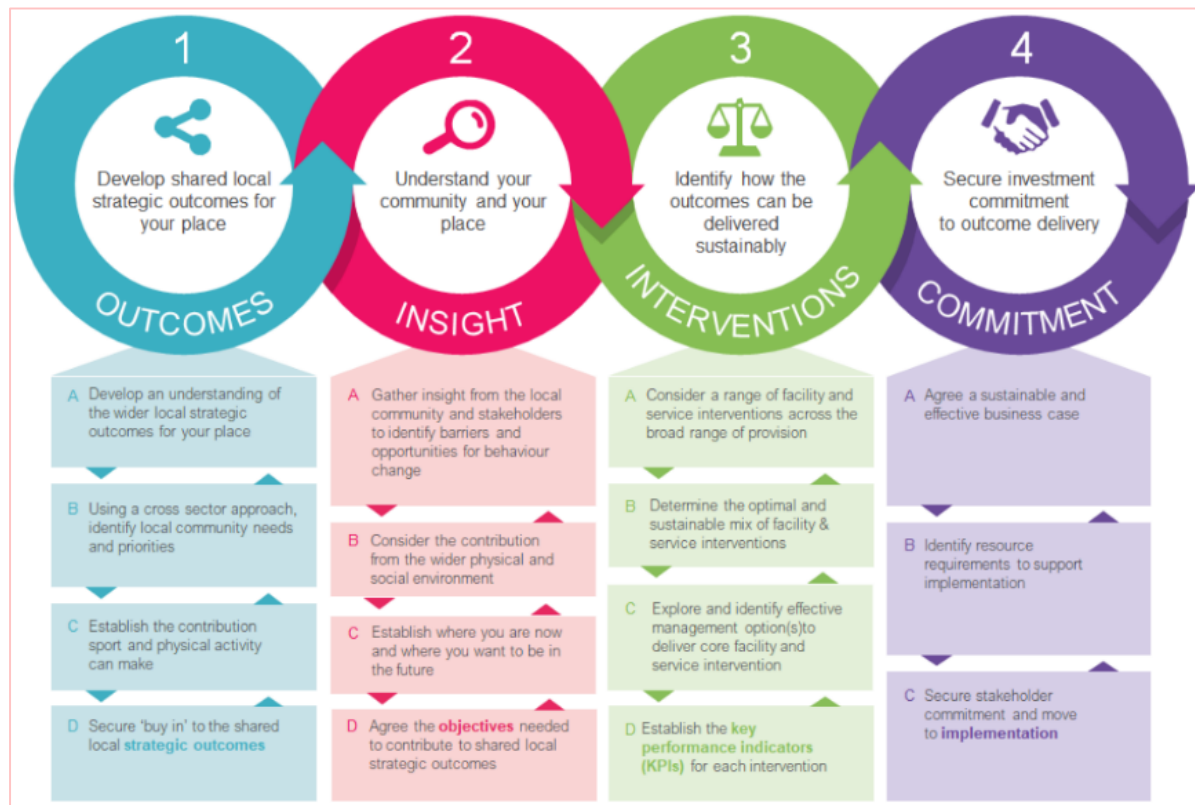 1
Develop shared local
strategic outcomes for
your place
OUTCOMES
A Develop an understanding of
the wider local strategic
outcomes for your place
B Using a cross sector approach,
identify local community needs
and priorities
C Establish the contribution
sport and physical activity
can make
D Secure 'buy in' to the shared
local strategic outcomes
2
Understand your
community and your
place
INSIGHT
A Gather insight from the local
community and stakeholders
to identify barriers and
opportunities for behaviour
change
B Consider the contribution
from the wider physical and
social environment
C Establish where you are now
and where you want to be in
the future
D Agree the objectives needed
to contribute to shared local
strategic outcomes
3
Identify how the
outcomes can be
delivered
sustainably
INTERVENTIONS
A Consider a range of facility and
service interventions across the
broad range of provision
B Determine the optimal and
sustainable mix of facility &
service interventions
C Explore and identify effective
management option(s)to
deliver core facility and
service intervention
D Establish the key
performance indicators
(KPIs) for each intervention
4
Secure investment
commitment
to outcome delivery
COMMITMENT
A Agree a sustainable and
effective business case
B Identify resource
requirements to support
implementation
C Secure stakeholder
commitment and move
to implementation